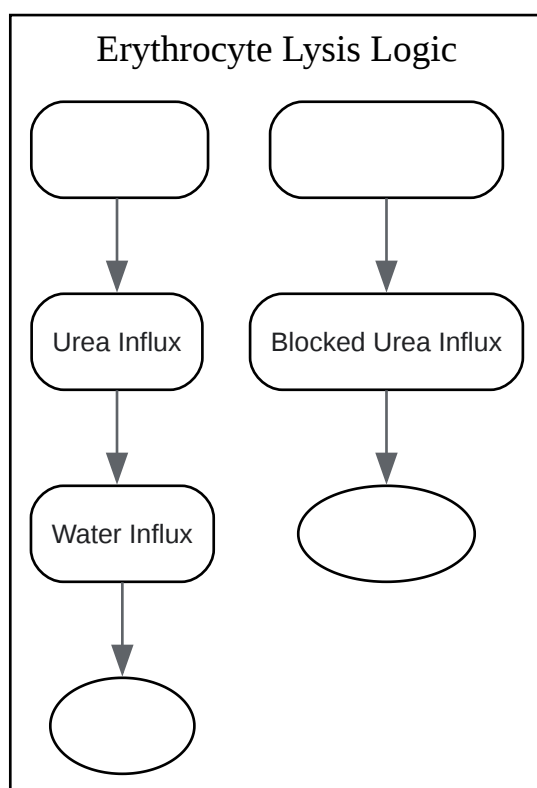 Erythrocyte Lysis Logic
Urea Influx
Blocked Urea Influx
Water Influx